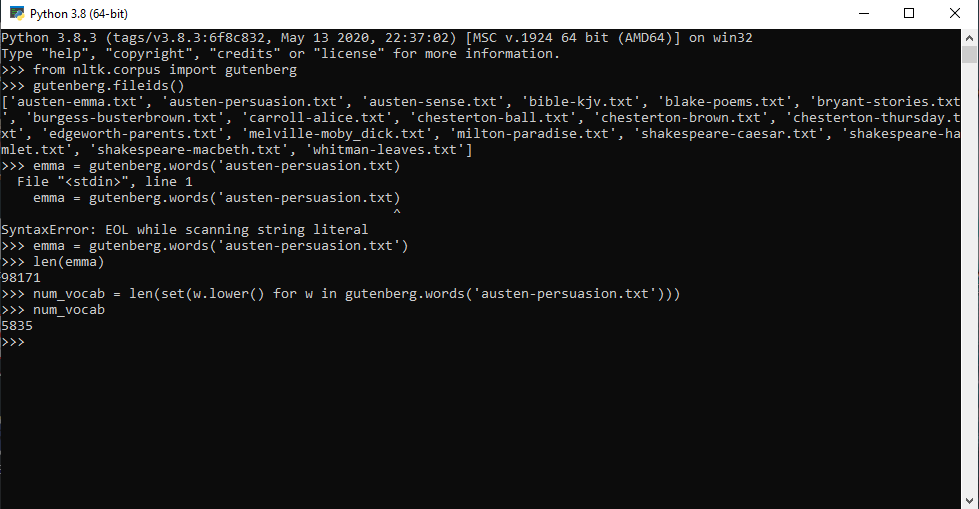 Python 3.8 (64-bit)
Python 3.8.3 (tags/v3.8.3:6f8c832, May 13 2020, 22:37:02) [MSC v.1924 64 bit (AMD64)] on win32
Type "help", "copyright", "credits" or "license" for more information.
>>> from nltk.corpus import gutenberg
>>> gutenberg.fileids()
['austen-emma.txt', 'austen-persuasion.txt', 'austen-sense.txt', 'bible-kjv.txt', 'blake-poems.txt', 'bryant-stories.txt
', 'burgess-busterbrown.txt', 'carroll-alice.txt', 'chesterton-ball.txt', 'chesterton-brown.txt', 'chesterton-thursday.t
xt', 'edgeworth-parents.txt', 'melville-moby_dick.txt', 'milton-paradise.txt', 'shakespeare-caesar.txt', 'shakespeare-ha
mlet.txt', 'shakespeare-macbeth.txt', 'whitman-leaves.txt']
>>> emma = gutenberg.words('austen-persuasion.txt)
  File "<stdin>", line 1
    emma = gutenberg.words('austen-persuasion.txt)
                                                 ^
SyntaxError: EOL while scanning string literal
>>> emma = gutenberg.words('austen-persuasion.txt')
>>> len(emma)
98171
>>> num_vocab = len(set(w.lower() for w in gutenberg.words('austen-persuasion.txt')))
>>> num_vocab
5835
>>>